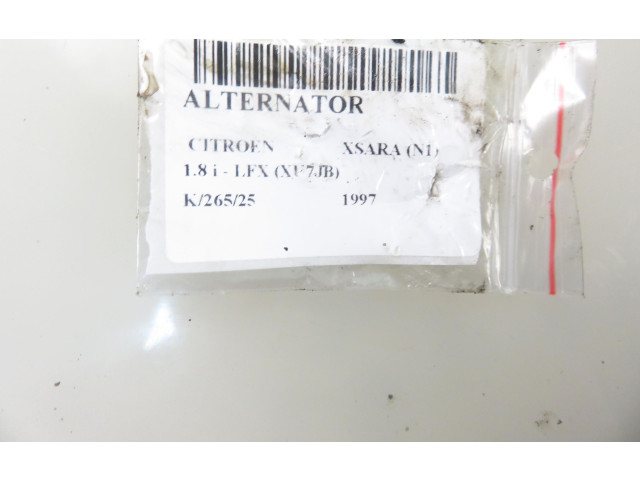 ALTERNATOR
CITROEN XSARA (N1)
1.8 i - LFX (XU7JB)
K/265/25 1997